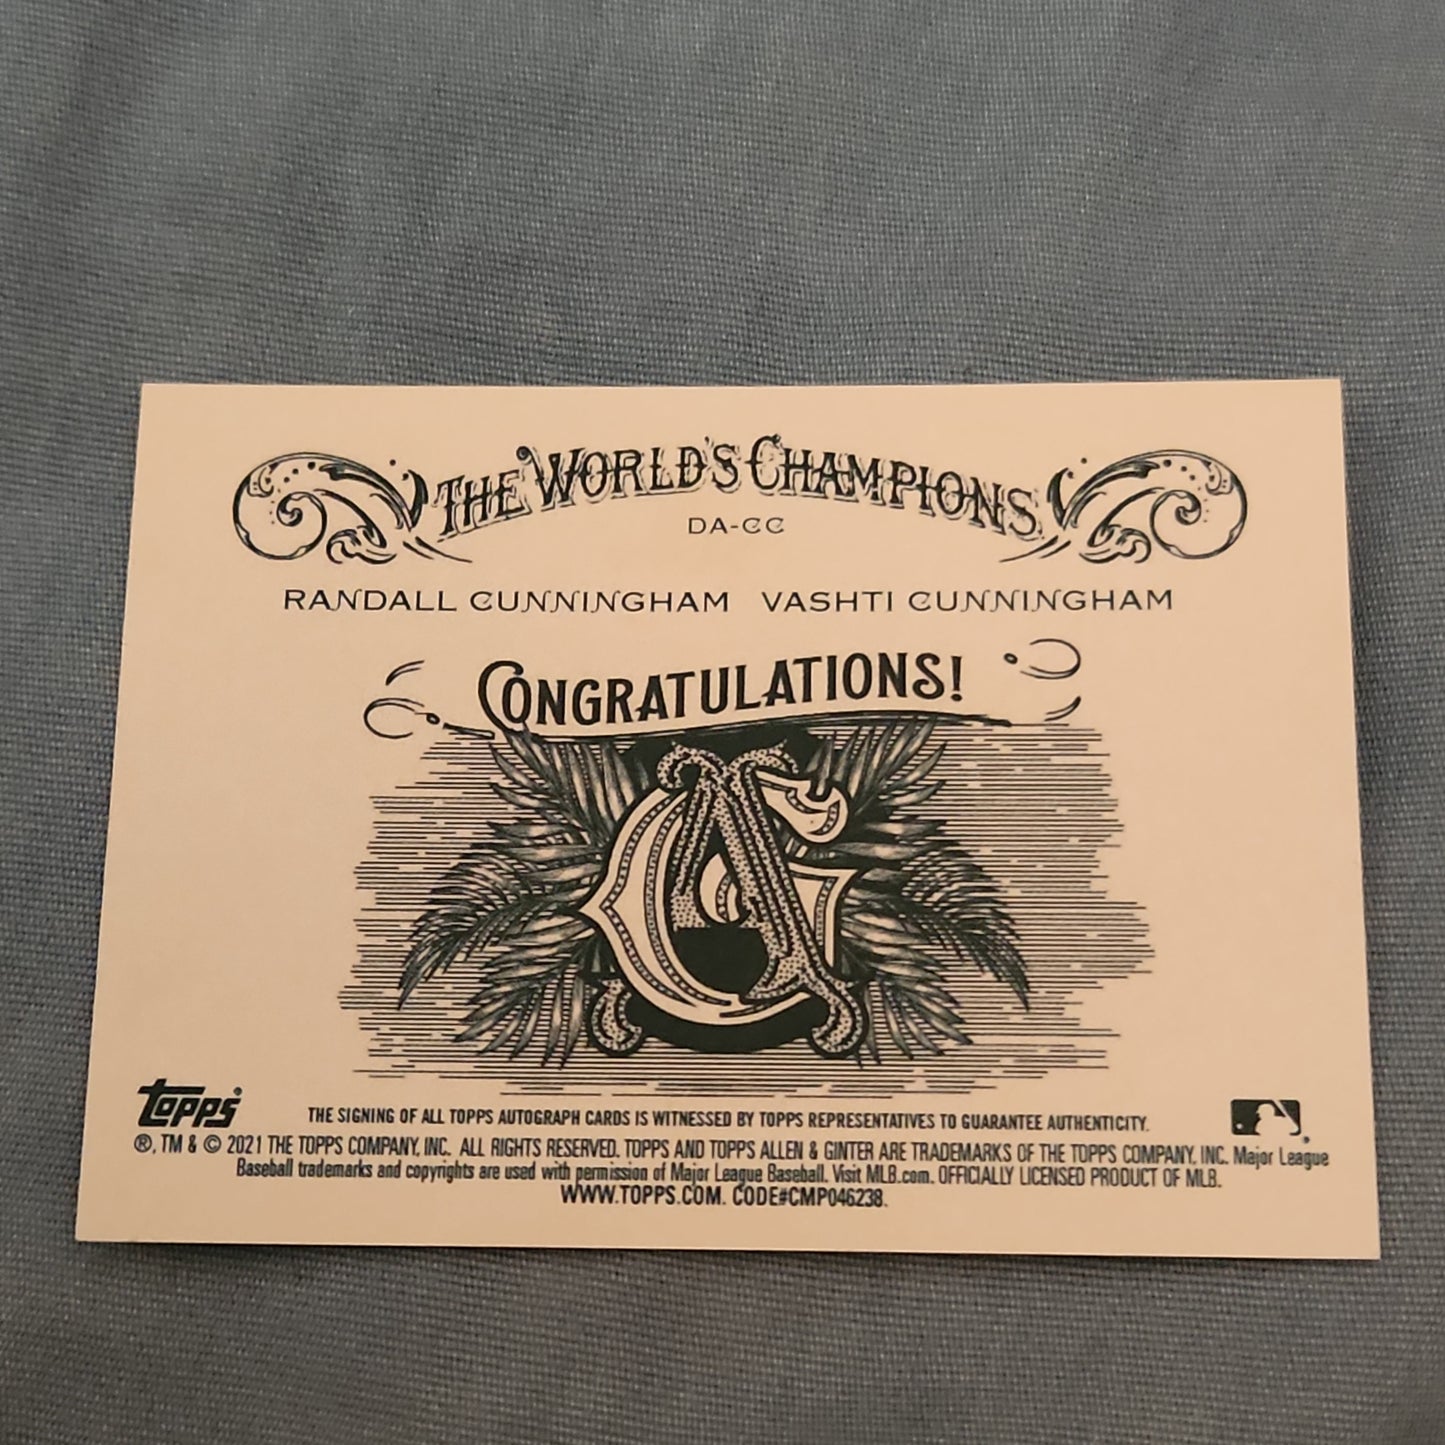 THE WORLD'S CHAMPIONS
DA-CC
RANDALL CUNNINGHAM VASHTI CUNNINGHAM
CONGRATULATIONS!
AG
topps®
THE SIGNING OF ALL TOPPS AUTOGRAPH CARDS IS WITNESSED BY TOPPS REPRESENTATIVES TO GUARANTEE AUTHENTICITY.
®, TM & © 2021 THE TOPPS COMPANY, INC. ALL RIGHTS RESERVED. TOPPS AND TOPPS ALLEN & GINTER ARE TRADEMARKS OF THE TOPPS COMPANY, INC. Major League
Baseball trademarks and copyrights are used with permission of Major League Baseball. Visit MLB.com. OFFICIALLY LICENSED PRODUCT OF MLB.
WWW.TOPPS.COM. CODE#CMP046238.